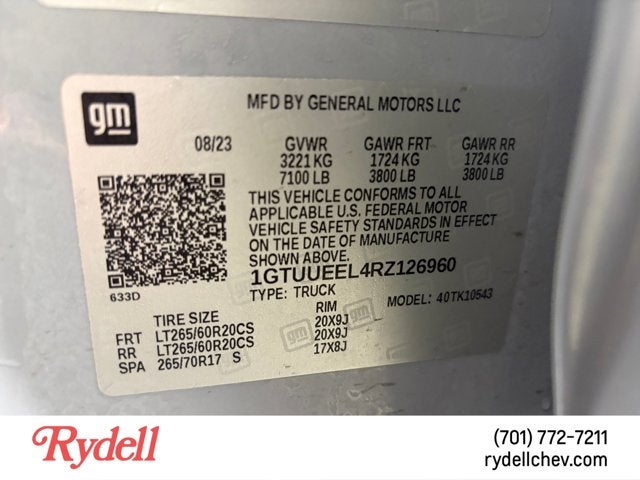 gm
MFD BY GENERAL MOTORS LLC
08/23 GVWR GAWR FRT GAWR RR
3221 KG 1724 KG 1724 KG
7100 LB 3800 LB 3800 LB
THIS VEHICLE CONFORMS TO ALL
APPLICABLE U.S. FEDERAL MOTOR
VEHICLE SAFETY STANDARDS IN EFFECT
ON THE DATE OF MANUFACTURE
SHOWN ABOVE.
633D
1GTUUEEL4RZ126960
TYPE: TRUCK MODEL: 40TK10543
TIRE SIZE RIM
FRT LT265/60R20CS 20X9J
RR LT265/60R20CS 20X9J
SPA 265/70R17 S 17X8J
Rydell
(701) 772-7211
rydellchev.com